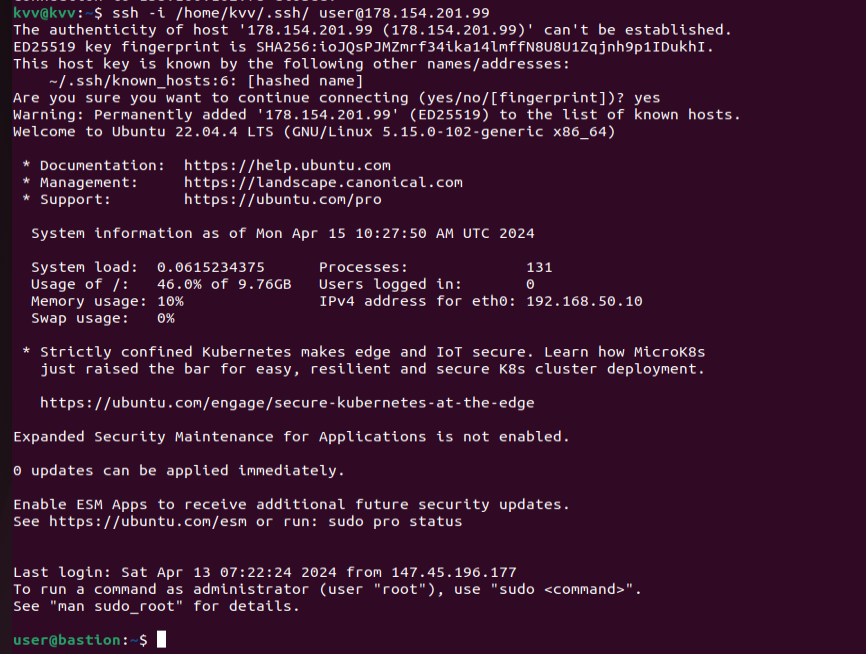 kvv@kvv:~$ ssh -i /home/kvv/.ssh/ user@178.154.201.99
The authenticity of host '178.154.201.99 (178.154.201.99)' can't be established.
ED25519 key fingerprint is SHA256:ioJQsPJMZmrf34ika14lmffN8U8U1Zqjnh9p1IDukhI.
This host key is known by the following other names/addresses:
    ~/.ssh/known_hosts:6: [hashed name]
Are you sure you want to continue connecting (yes/no/[fingerprint])? yes
Warning: Permanently added '178.154.201.99' (ED25519) to the list of known hosts.
Welcome to Ubuntu 22.04.4 LTS (GNU/Linux 5.15.0-102-generic x86_64)

 * Documentation:  https://help.ubuntu.com
 * Management:     https://landscape.canonical.com
 * Support:        https://ubuntu.com/pro

  System information as of Mon Apr 15 10:27:50 AM UTC 2024

  System load:  0.0615234375      Processes:             131
  Usage of /:   46.0% of 9.76GB   Users logged in:       0
  Memory usage: 10%               IPv4 address for eth0: 192.168.50.10
  Swap usage:   0%

 * Strictly confined Kubernetes makes edge and IoT secure. Learn how MicroK8s
   just raised the bar for easy, resilient and secure K8s cluster deployment.

   https://ubuntu.com/engage/secure-kubernetes-at-the-edge

Expanded Security Maintenance for Applications is not enabled.

0 updates can be applied immediately.

Enable ESM Apps to receive additional future security updates.
See https://ubuntu.com/esm or run: sudo pro status


Last login: Sat Apr 13 07:22:24 2024 from 147.45.196.177
To run a command as administrator (user "root"), use "sudo <command>".
See "man sudo_root" for details.

user@bastion:~$